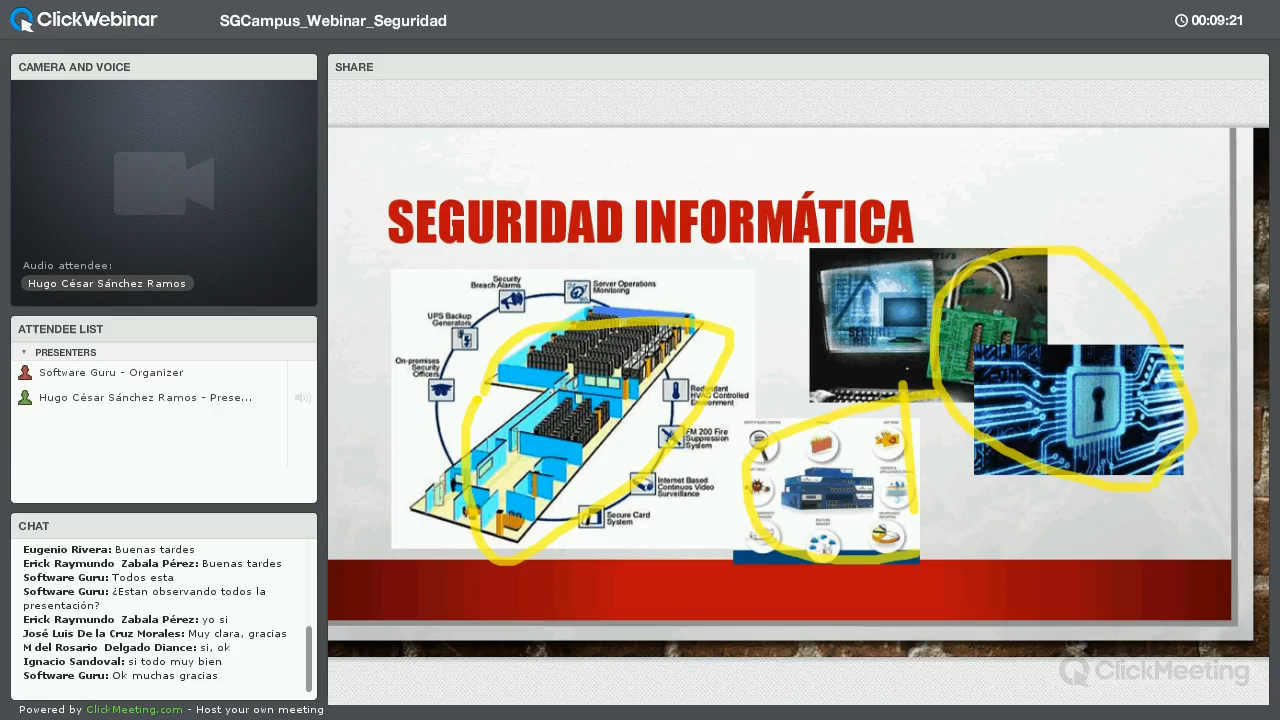 ClickWebinar
SGCampus_Webinar_Seguridad
00:09:21
CAMERA AND VOICE
Audio attendee:
Hugo César Sánchez Ramos
ATTENDEE LIST
PRESENTERS
Software Guru - Organizer
Hugo César Sánchez Ramos - Prese...
CHAT
Eugenio Rivera: Buenas tardes
Erick Raymundo Zabala Pérez: Buenas tardes
Software Guru: Todos esta
Software Guru: ¿Estan observando todos la
presentación?
Erick Raymundo Zabala Pérez: yo si
José Luis De la Cruz Morales: Muy clara, gracias
M del Rosario Delgado Diance: si, ok
Ignacio Sandoval: si todo muy bien
Software Guru: Ok muchas gracias
Powered by ClickMeeting.com - Host your own meeting
SHARE
SEGURIDAD INFORMÁTICA
Security
Breach Alarms
Server Operations
Monitoring
UPS Backup
Generators
On-premises
Security
Officers
Redundant
HVAC Controlled
Environment
FM 200 Fire
Suppression
System
Internet Based
Continuos Video
Surveillance
Secure Card
System
ClickMeeting